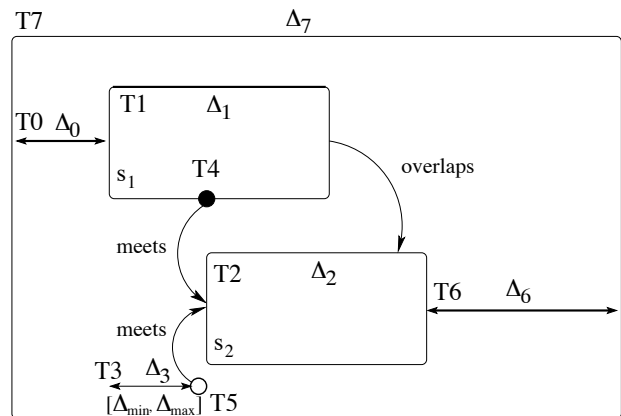 T7 Δ₇
T1 Δ₁
T0 Δ₀
s₁ T4
overlaps
meets
T2 Δ₂
T6 Δ₆
meets
s₂
T3 Δ₃
[Δmin, Δmax] T5